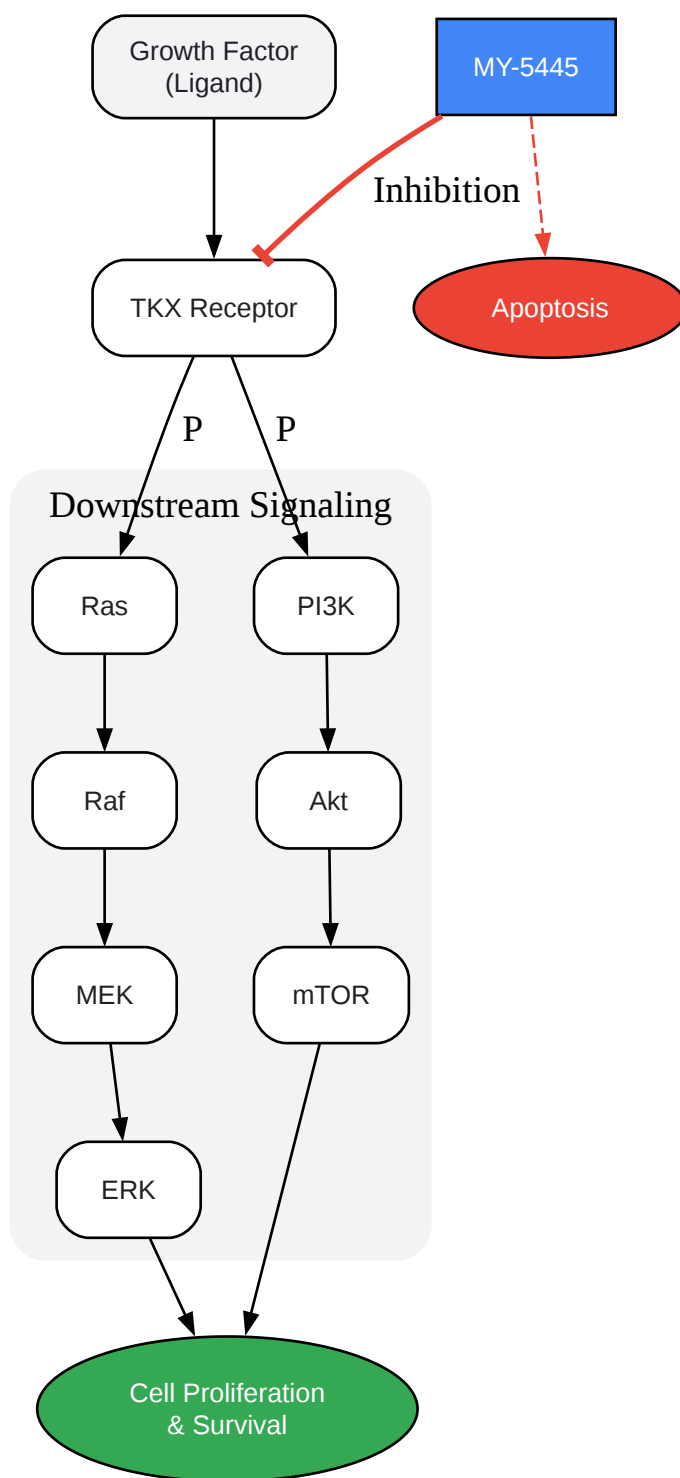 Growth Factor
(Ligand)
MY-5445
Inhibition
TKX Receptor
Apoptosis
P
P
Downstream Signaling
Ras
PI3K
Raf
Akt
MEK
mTOR
ERK
Cell Proliferation
& Survival